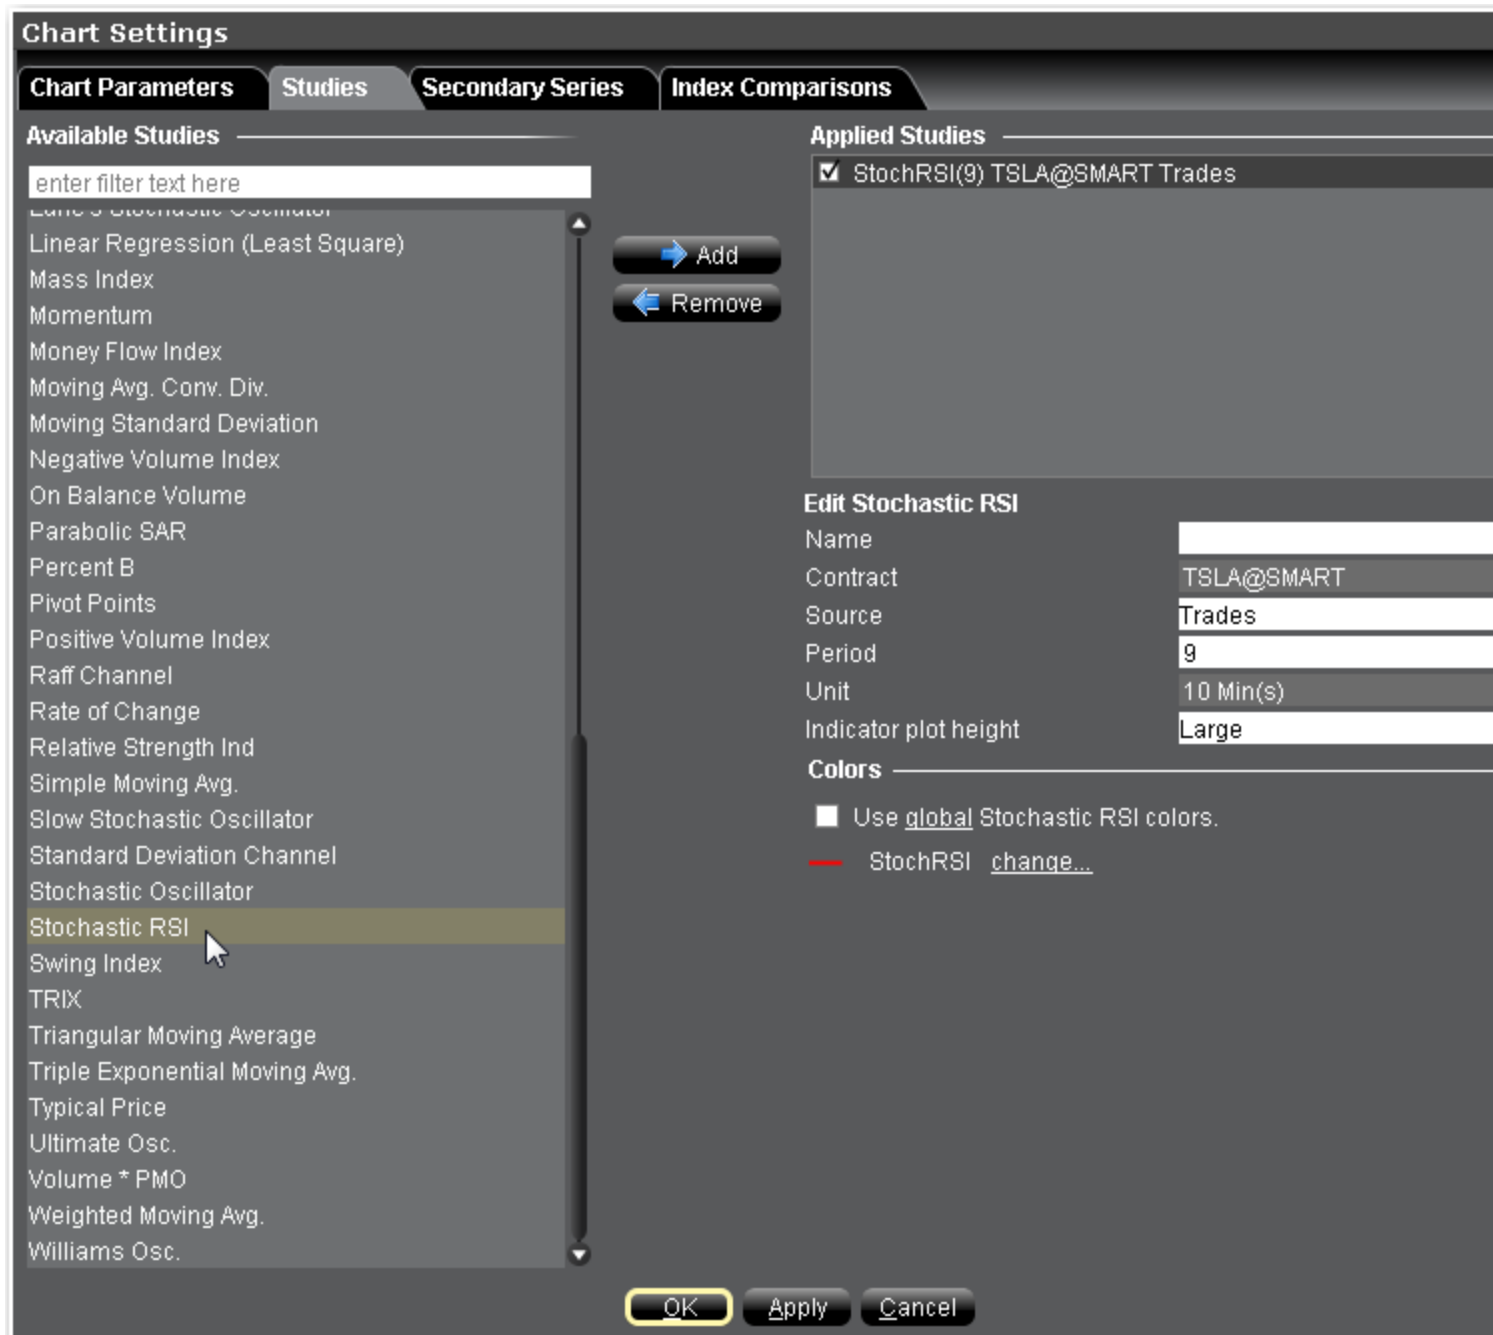 Chart Settings
Chart Parameters
Studies
Secondary Series
Index Comparisons
Available Studies
enter filter text here
Lane's Stochastic Oscillator
Linear Regression (Least Square)
Mass Index
Momentum
Money Flow Index
Moving Avg. Conv. Div.
Moving Standard Deviation
Negative Volume Index
On Balance Volume
Parabolic SAR
Percent B
Pivot Points
Positive Volume Index
Raff Channel
Rate of Change
Relative Strength Ind
Simple Moving Avg.
Slow Stochastic Oscillator
Standard Deviation Channel
Stochastic Oscillator
Stochastic RSI
Swing Index
TRIX
Triangular Moving Average
Triple Exponential Moving Avg.
Typical Price
Ultimate Osc.
Volume * PMO
Weighted Moving Avg.
Williams Osc.
Add
Remove
Applied Studies
StochRSI(9) TSLA@SMART Trades
Edit Stochastic RSI
Name
Contract TSLA@SMART
Source Trades
Period 9
Unit 10 Min(s)
Indicator plot height Large
Colors
Use global Stochastic RSI colors.
StochRSI change...
OK Apply Cancel